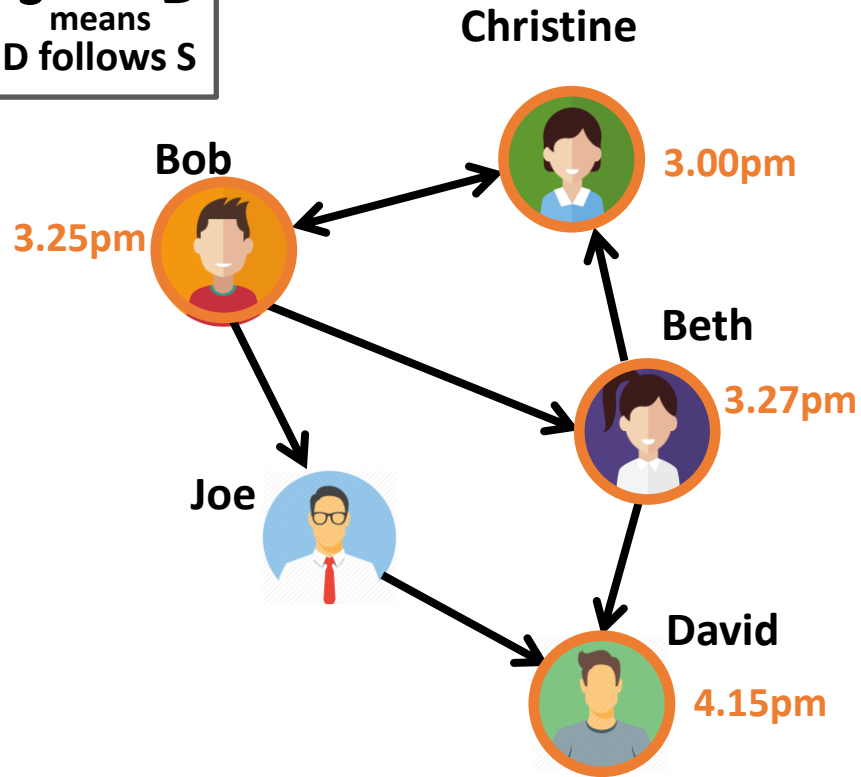 means
D follows S
Christine
Bob
3.00pm
3.25pm
Beth
3.27pm
Joe
David
4.15pm